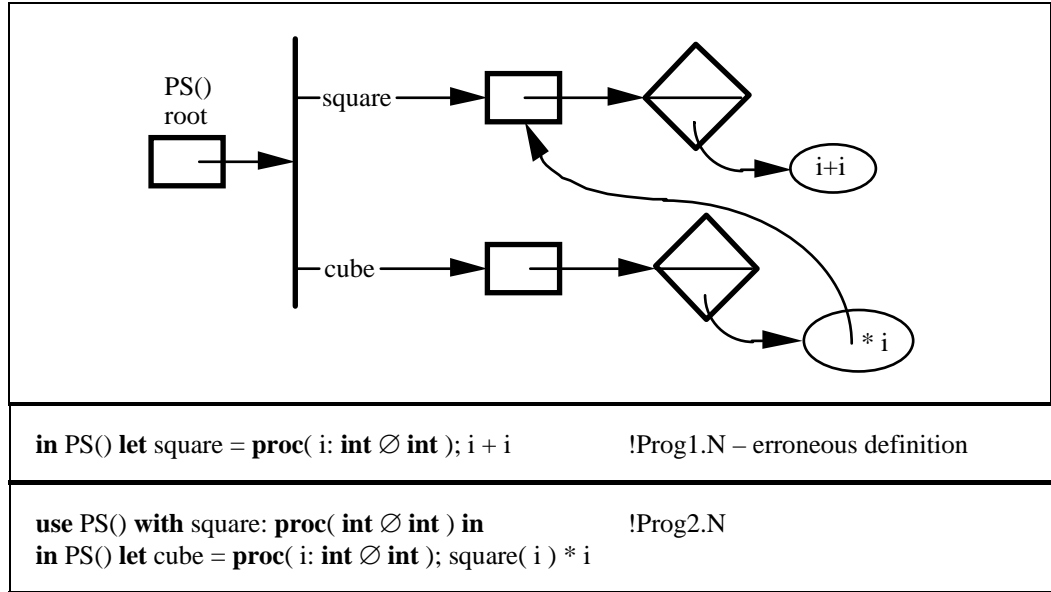 PS()
root
square
i+i
cube
* i
in PS() let square = proc( i: int ∅ int ); i + i !Prog1.N – erroneous definition
use PS() with square: proc( int ∅ int ) in !Prog2.N
in PS() let cube = proc( i: int ∅ int ); square( i ) * i